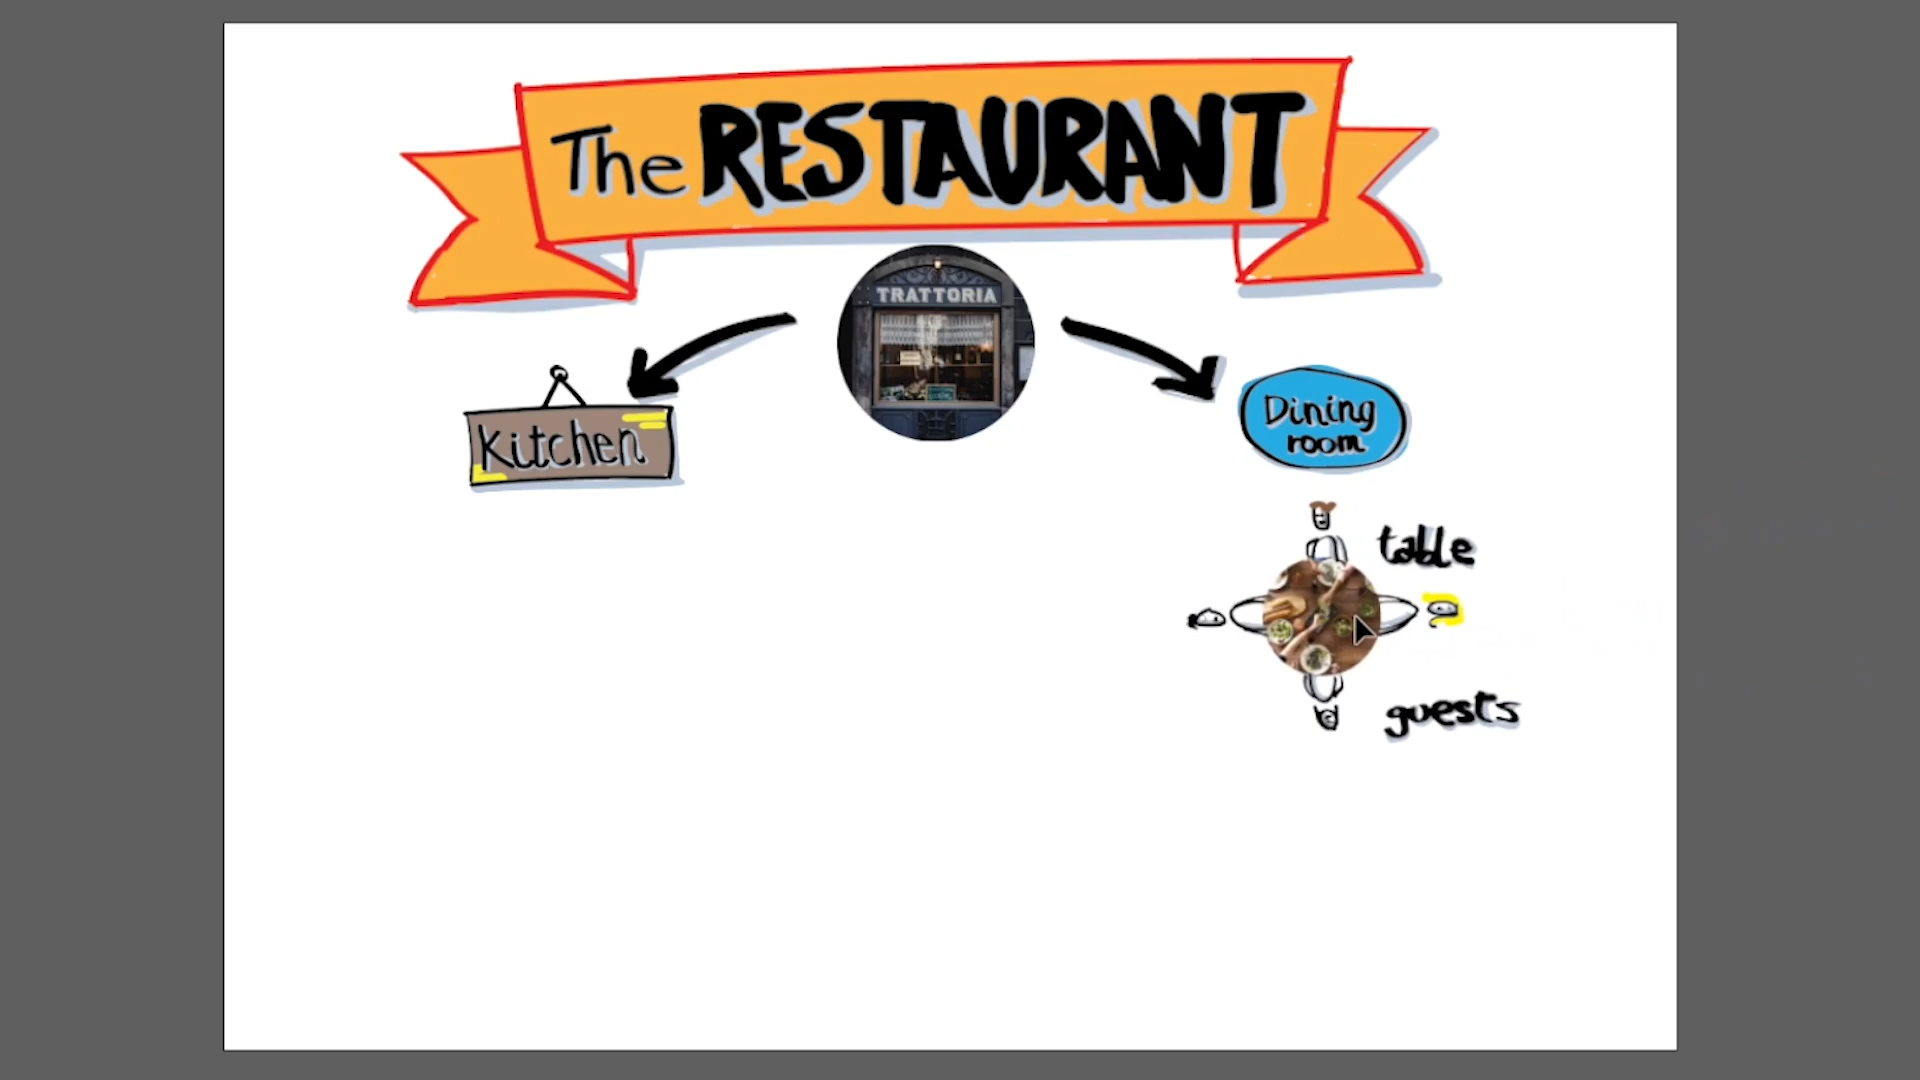 The RESTAURANT
TRATTORIA
Kitchen
Dining
room
table
guests